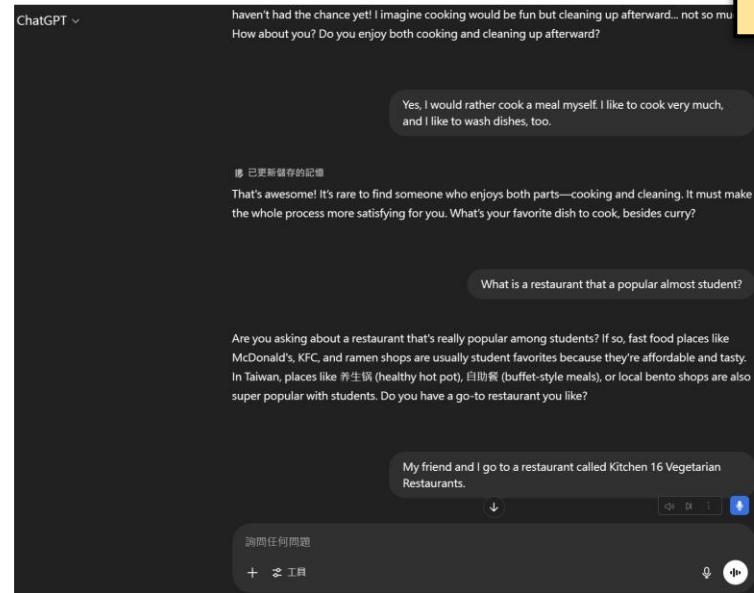 ChatGPT
haven't had the chance yet! I imagine cooking would be fun but cleaning up afterward... not so
How about you? Do you enjoy both cooking and cleaning up afterward?
Yes, I would rather cook a meal myself. I like to cook very much,
and I like to wash dishes, too.
已更新儲存的記憶
That's awesome! It's rare to find someone who enjoys both parts—cooking and cleaning. It must make
the whole process more satisfying for you. What's your favorite dish to cook, besides curry?
What is a restaurant that a popular almost student?
Are you asking about a restaurant that's really popular among students? If so, fast food places like
McDonald's, KFC, and ramen shops are usually student favorites because they're affordable and tasty.
In Taiwan, places like 养生锅 (healthy hot pot), 自助餐 (buffet-style meals), or local bento shops are also
super popular with students. Do you have a go-to restaurant you like?
My friend and I go to a restaurant called Kitchen 16 Vegetarian
Restaurants.
詢問任何問題
工具